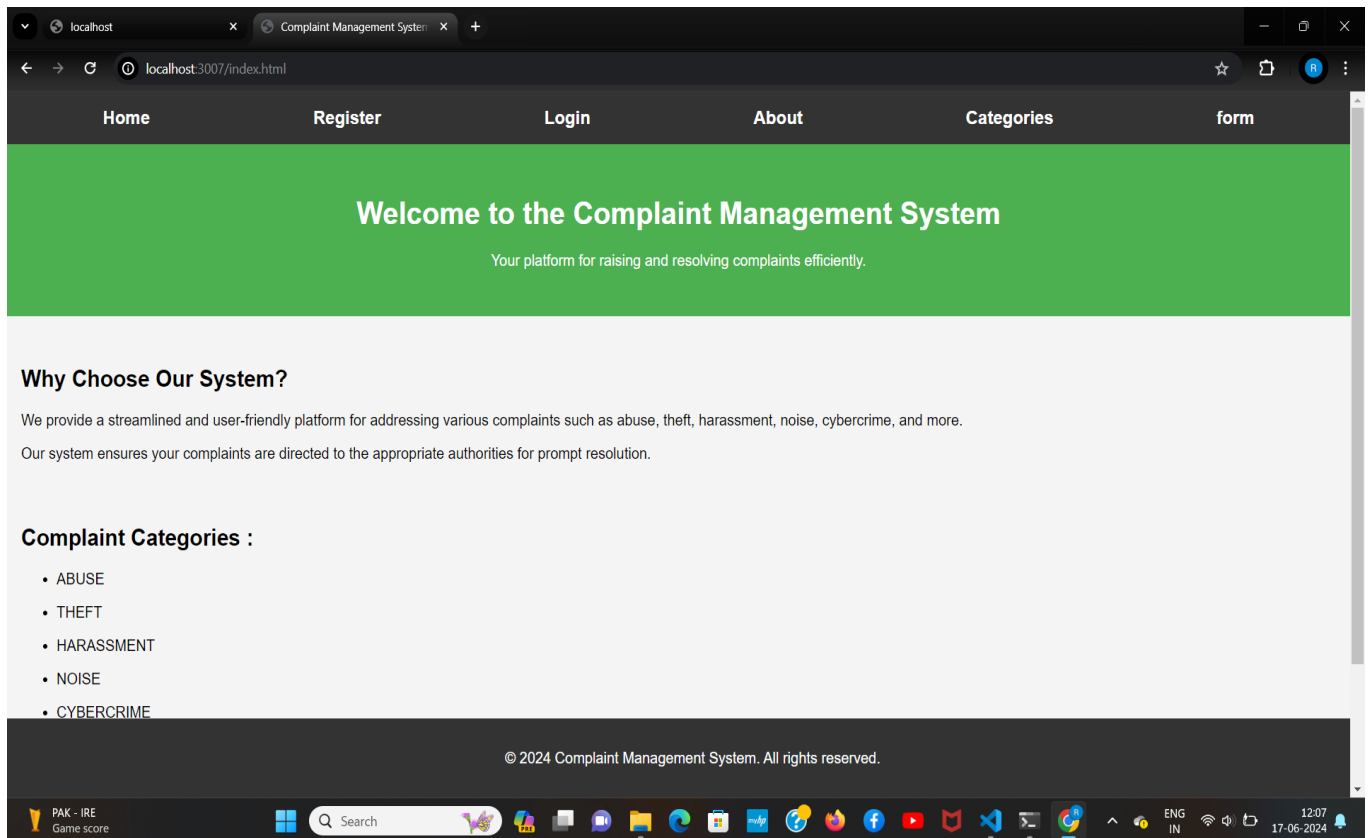 localhost
Complaint Management System
localhost:3007/index.html
R
Home Register Login About Categories form
Welcome to the Complaint Management System
Your platform for raising and resolving complaints efficiently.
Why Choose Our System?
We provide a streamlined and user-friendly platform for addressing various complaints such as abuse, theft, harassment, noise, cybercrime, and more.
Our system ensures your complaints are directed to the appropriate authorities for prompt resolution.
Complaint Categories :
• ABUSE
• THEFT
• HARASSMENT
• NOISE
• CYBERCRIME
© 2024 Complaint Management System. All rights reserved.
PAK - IRE
Game score
Search
PRE
myhp
ENG
IN
12:07
17-06-2024